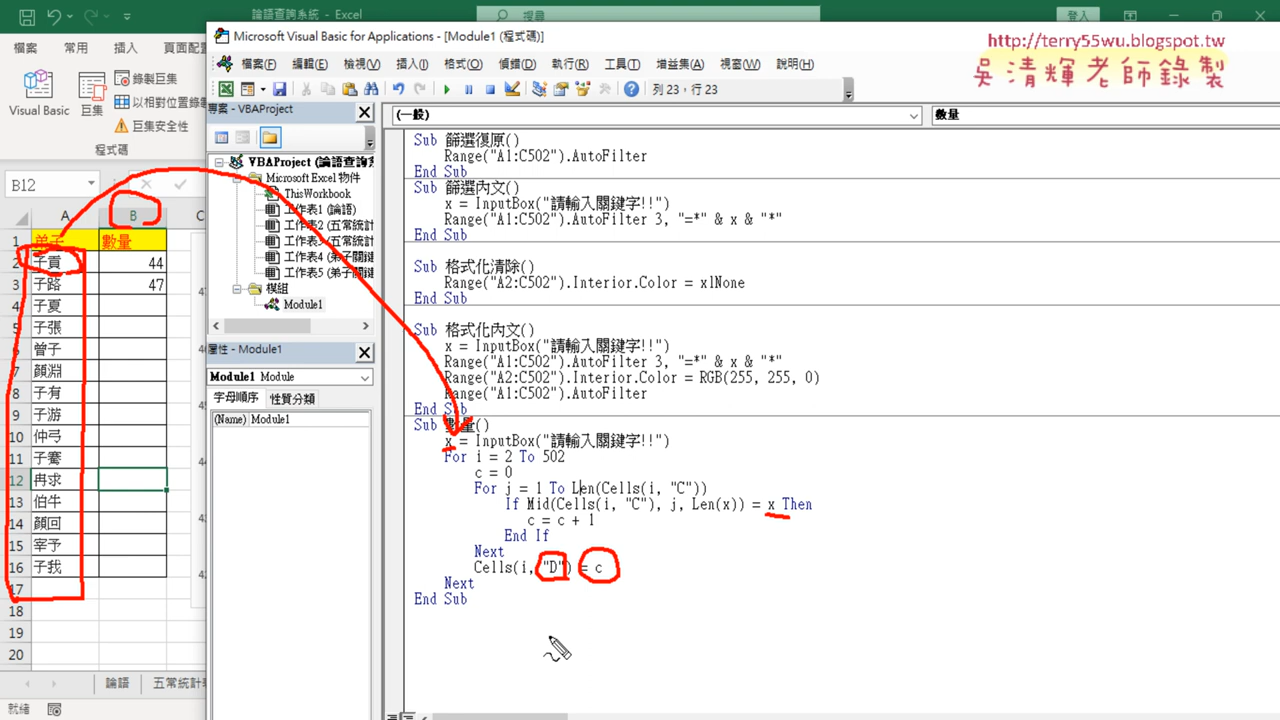 論語查詢系統 - Excel
搜尋
登入
檔案 常用 插入 頁面配置
Visual Basic
巨集
錄製巨集
以相對位置錄
巨集安全性
程式碼
B12
A B C
1 弟子 數量
2 子貢 44
3 子路 47
4 子夏
5 子張
6 曾子
7 顏淵
8 子有
9 子游
10 仲弓
11 子騫
12 冉求
13 伯牛
14 顏回
15 宰予
16 子我
17
18
19
20
論語 五常統計
就緒
Microsoft Visual Basic for Applications - [Module1 (程式碼)]
http://terry55wu.blogspot.tw
吳清輝老師錄製
檔案(F) 編輯(E) 檢視(V) 插入(I) 格式(O) 偵錯(D) 執行(R) 工具(T) 增益集(A) 視窗(W) 說明(H)
列 23，行 23
專案 - VBAProject
VBAProject (論語查詢系
Microsoft Excel 物件
ThisWorkbook
工作表1 (論語)
工作表2 (五常統計
工作表3 (五常統計
工作表4 (弟子關鍵
工作表5 (弟子關
模組
Module1
屬性 - Module1
Module1 Module
字母順序 性質分類
(Name) Module1
(一般) 數量
Sub 篩選復原()
Range("A1:C502").AutoFilter
End Sub
Sub 篩選內文()
x = InputBox("請輸入關鍵字!!")
Range("A1:C502").AutoFilter 3, "=*" & x & "*"
End Sub
Sub 格式化清除()
Range("A2:C502").Interior.Color = xlNone
End Sub
Sub 格式化內文()
x = InputBox("請輸入關鍵字!!")
Range("A1:C502").AutoFilter 3, "=*" & x & "*"
Range("A2:C502").Interior.Color = RGB(255, 255, 0)
Range("A1:C502").AutoFilter
End Sub
Sub 數量()
x = InputBox("請輸入關鍵字!!")
For i = 2 To 502
c = 0
For j = 1 To Len(Cells(i, "C"))
If Mid(Cells(i, "C"), j, Len(x)) = x Then
c = c + 1
End If
Next
Cells(i, "D") = c
Next
End Sub